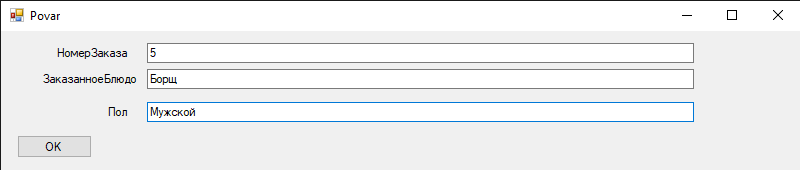 Povar
НомерЗаказа 5
ЗаказанноеБлюдо Борщ
Пол Мужской
OK